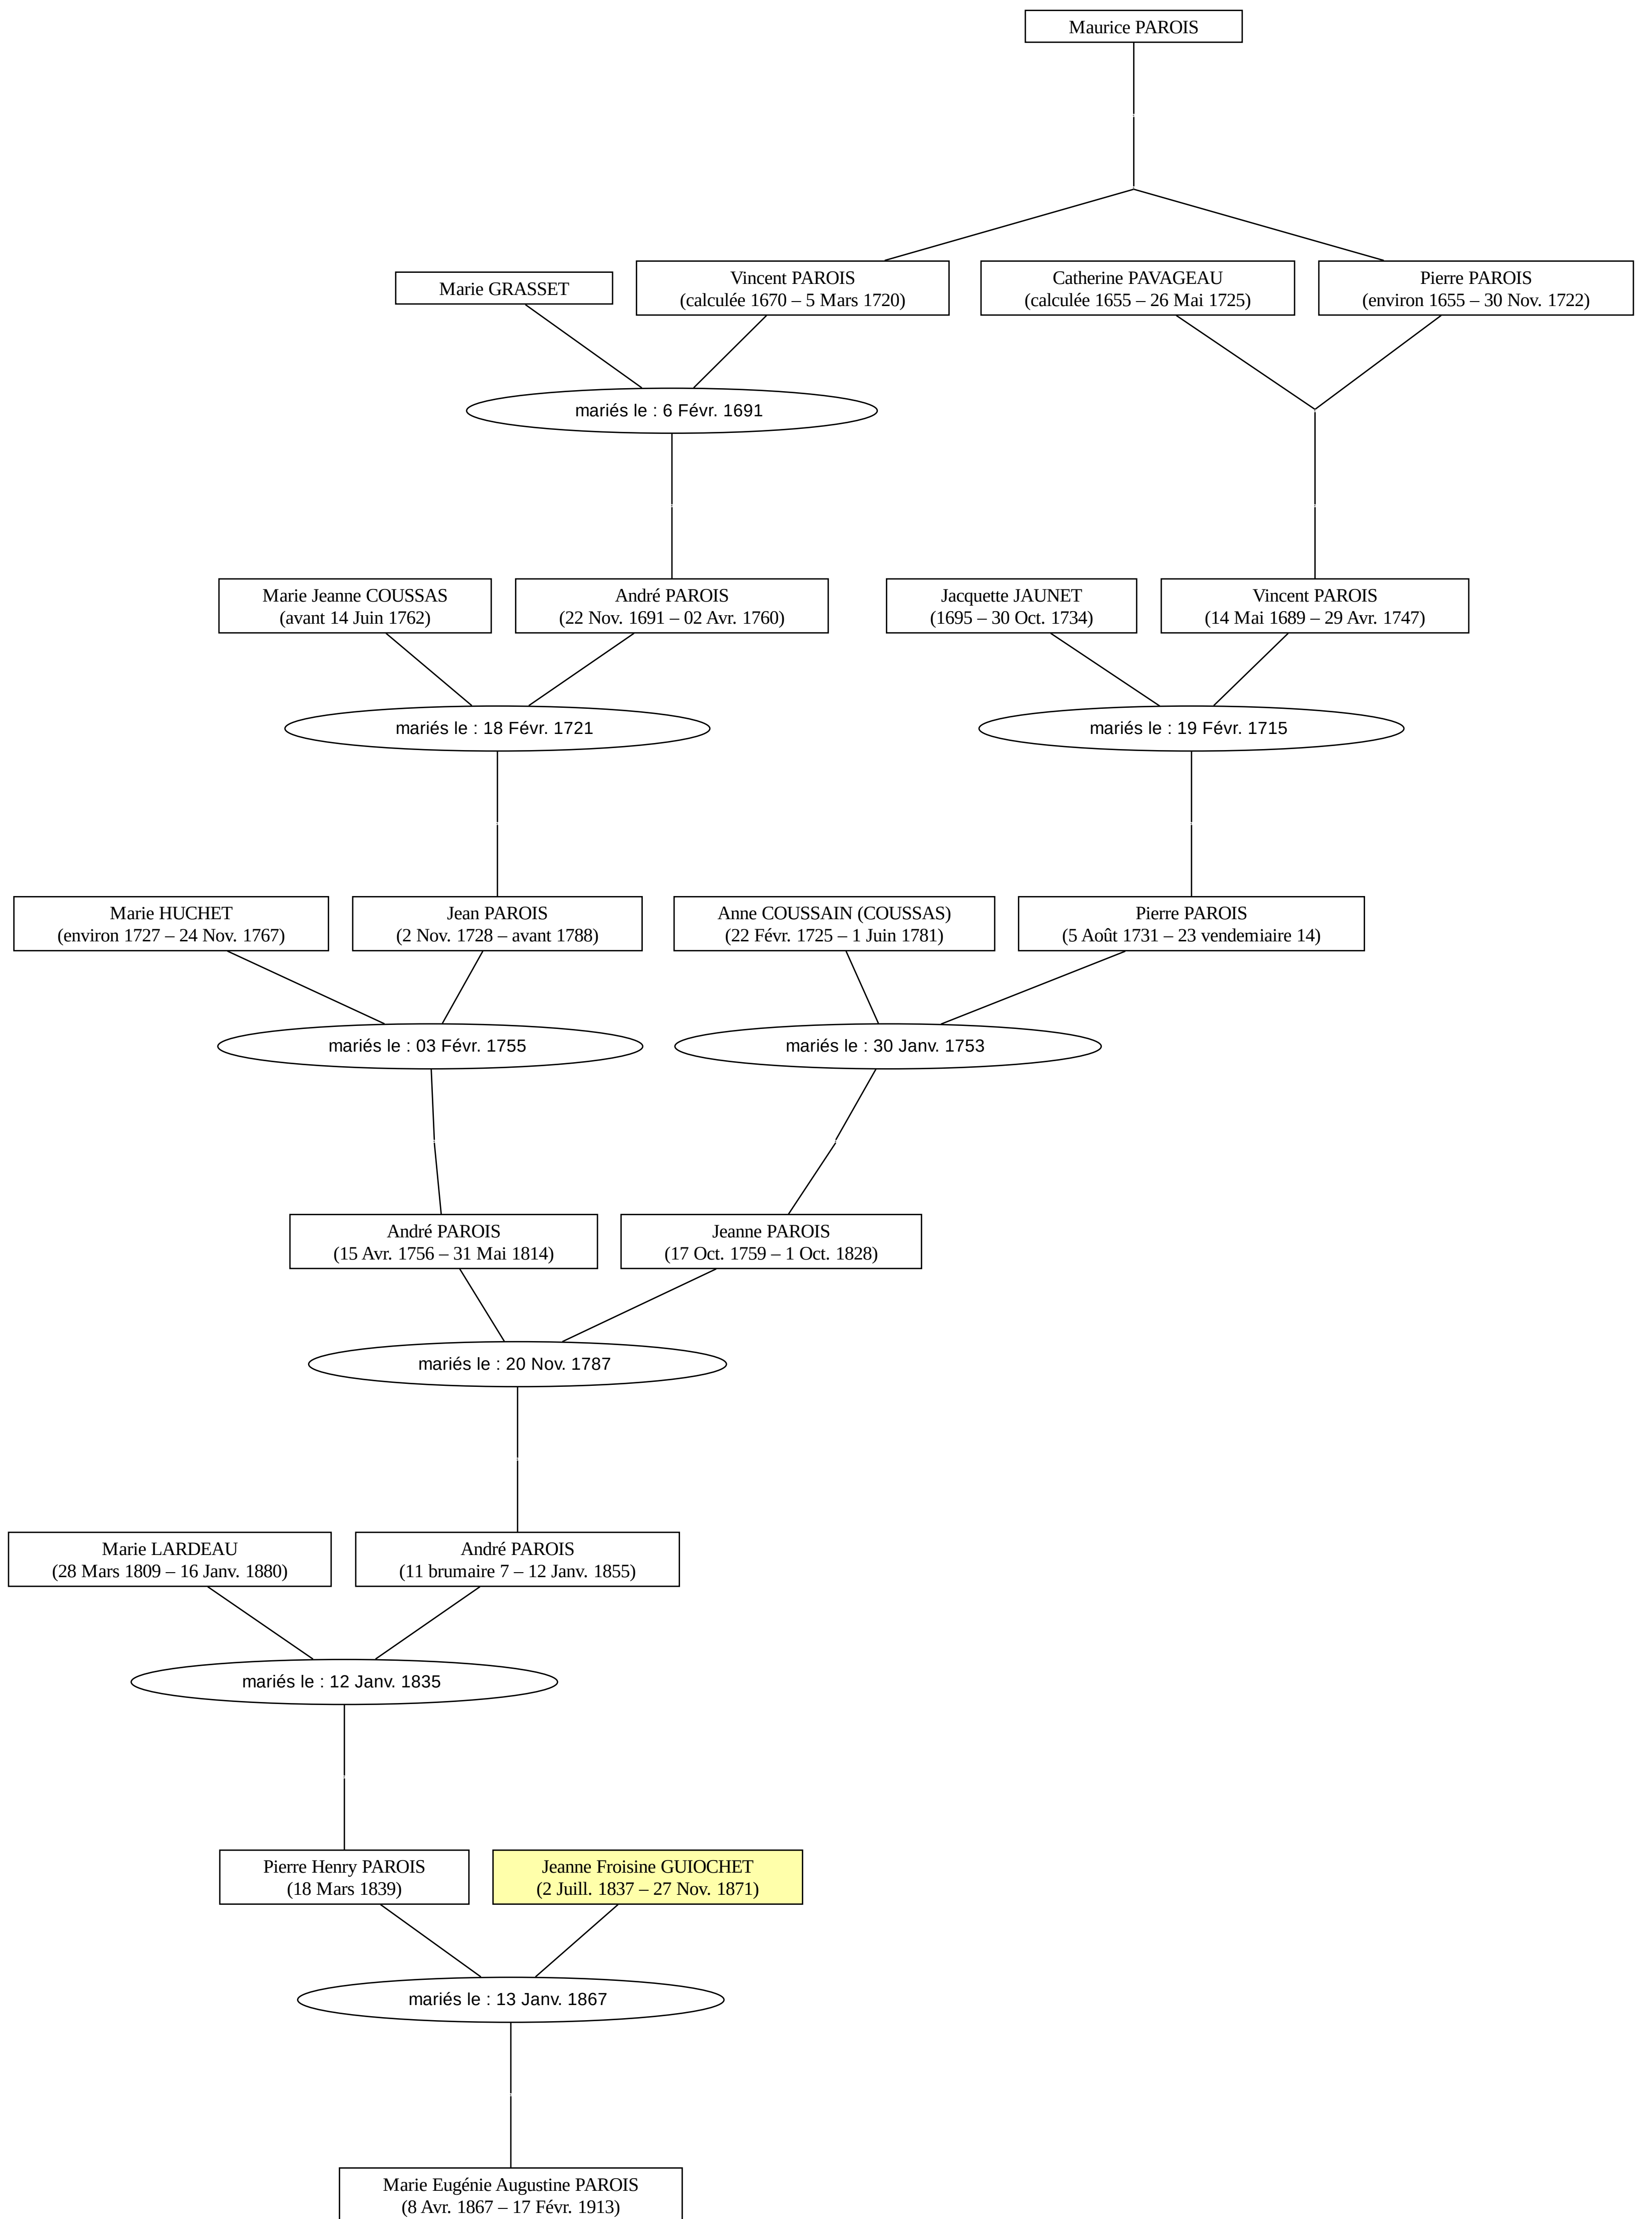 Maurice PAROIS
Marie GRASSET
Vincent PAROIS
(calculée 1670 – 5 Mars 1720)
Catherine PAVAGEAU
(calculée 1655 – 26 Mai 1725)
Pierre PAROIS
(environ 1655 – 30 Nov. 1722)
mariés le : 6 Févr. 1691
Marie Jeanne COUSSAS
(avant 14 Juin 1762)
André PAROIS
(22 Nov. 1691 – 02 Avr. 1760)
Jacquette JAUNET
(1695 – 30 Oct. 1734)
Vincent PAROIS
(14 Mai 1689 – 29 Avr. 1747)
mariés le : 18 Févr. 1721
mariés le : 19 Févr. 1715
Marie HUCHET
(environ 1727 – 24 Nov. 1767)
Jean PAROIS
(2 Nov. 1728 – avant 1788)
Anne COUSSAIN (COUSSAS)
(22 Févr. 1725 – 1 Juin 1781)
Pierre PAROIS
(5 Août 1731 – 23 vendemiaire 14)
mariés le : 03 Févr. 1755
mariés le : 30 Janv. 1753
André PAROIS
(15 Avr. 1756 – 31 Mai 1814)
Jeanne PAROIS
(17 Oct. 1759 – 1 Oct. 1828)
mariés le : 20 Nov. 1787
Marie LARDEAU
(28 Mars 1809 – 16 Janv. 1880)
André PAROIS
(11 brumaire 7 – 12 Janv. 1855)
mariés le : 12 Janv. 1835
Pierre Henry PAROIS
(18 Mars 1839)
Jeanne Froisine GUIOCHET
(2 Juill. 1837 – 27 Nov. 1871)
mariés le : 13 Janv. 1867
Marie Eugénie Augustine PAROIS
(8 Avr. 1867 – 17 Févr. 1913)